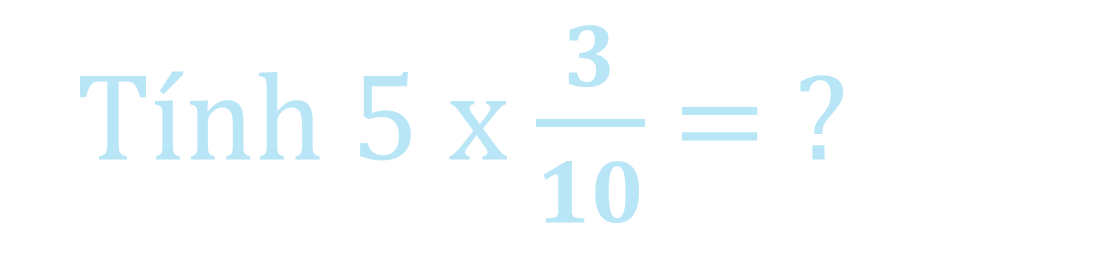 Tính 5 x 3/10 = ?